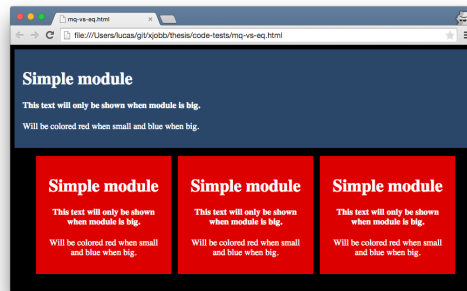 mq-vs-eq.html
file:///Users/lucas/git/xjobb/thesis/code-tests/mq-vs-eq.html
Simple module
This text will only be shown when module is big.
Will be colored red when small and blue when big.
Simple module
This text will only be shown
when module is big.
Will be colored red when small
and blue when big.
Simple module
This text will only be shown
when module is big.
Will be colored red when small
and blue when big.
Simple module
This text will only be shown
when module is big.
Will be colored red when small
and blue when big.